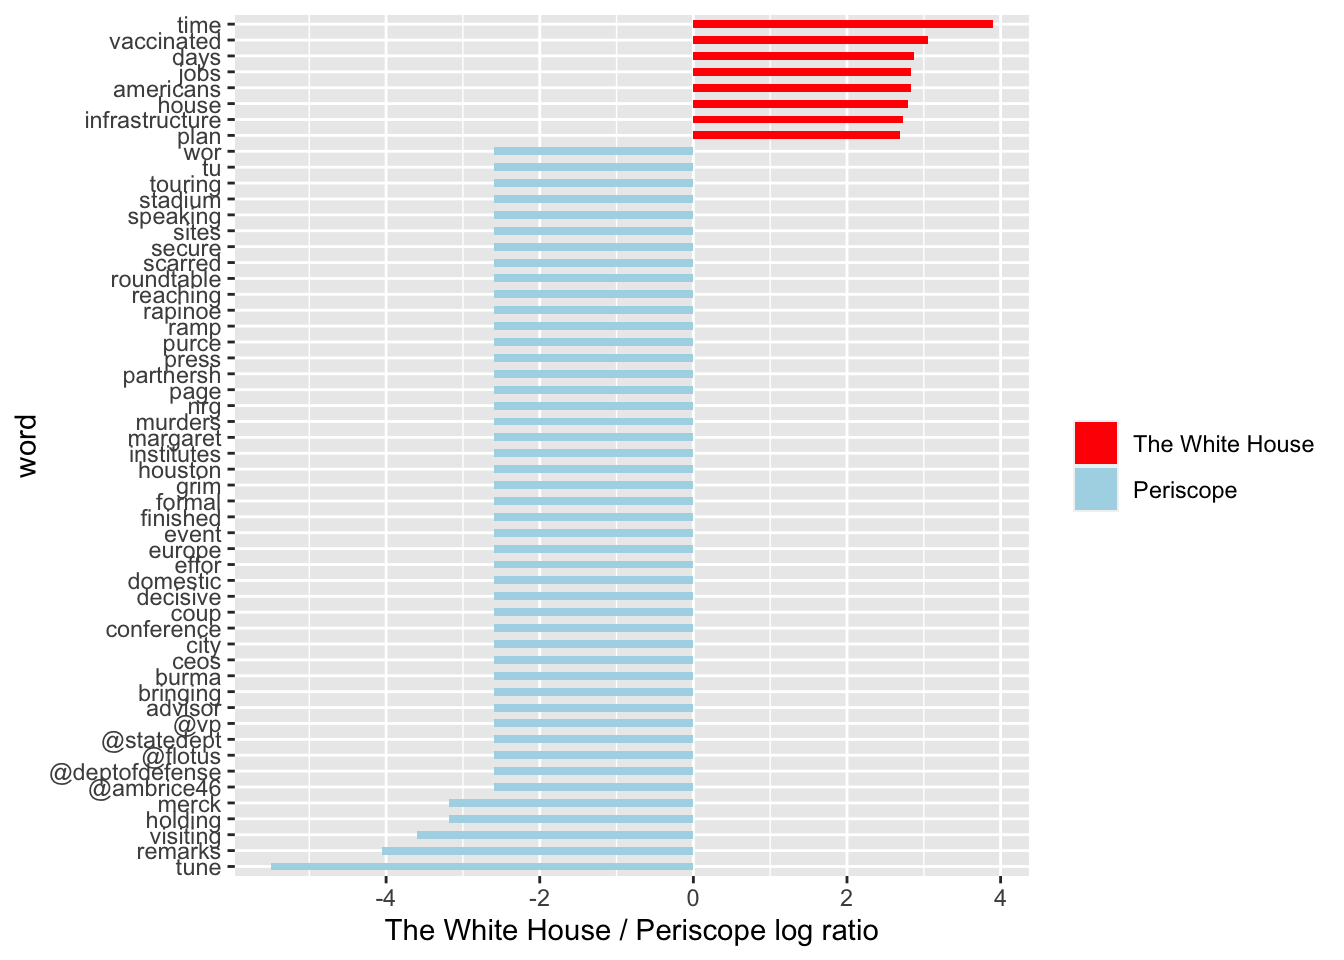 time
vaccinated
days
jobs
americans
house
infrastructure
plan
wor
tu
touring
stadium
speaking
sites
secure
scarred
roundtable
reaching
rapinoe
ramp
purce
press
partnersh
page
nrg
murders
margaret
institutes
houston
grim
formal
finished
event
europe
effor
domestic
decisive
coup
conference
city
ceos
burma
bringing
advisor
@vp
@statedept
@flotus
@deptofdefense
@ambrice46
merck
holding
visiting
remarks
tune
word
-4 -2 0 2 4
The White House / Periscope log ratio
The White House
Periscope